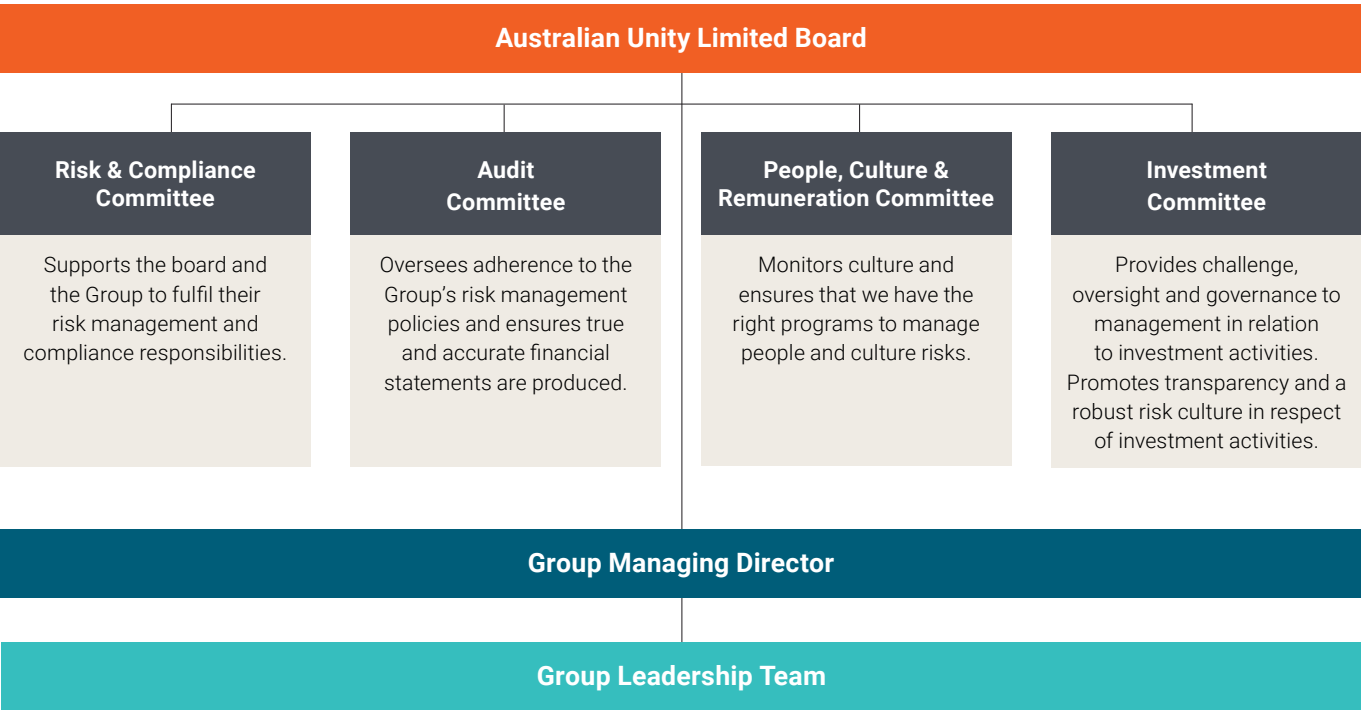 Australian Unity Limited Board
Risk & Compliance
Committee
Supports the board and
the Group to fulfil their
risk management and
compliance responsibilities.
Audit
Committee
Oversees adherence to the
Group’s risk management
policies and ensures true
and accurate financial
statements are produced.
People, Culture &
Remuneration Committee
Monitors culture and
ensures that we have the
right programs to manage
people and culture risks.
Investment
Committee
Provides challenge,
oversight and governance to
management in relation
to investment activities.
Promotes transparency and a
robust risk culture in respect
of investment activities.
Group Managing Director
Group Leadership Team